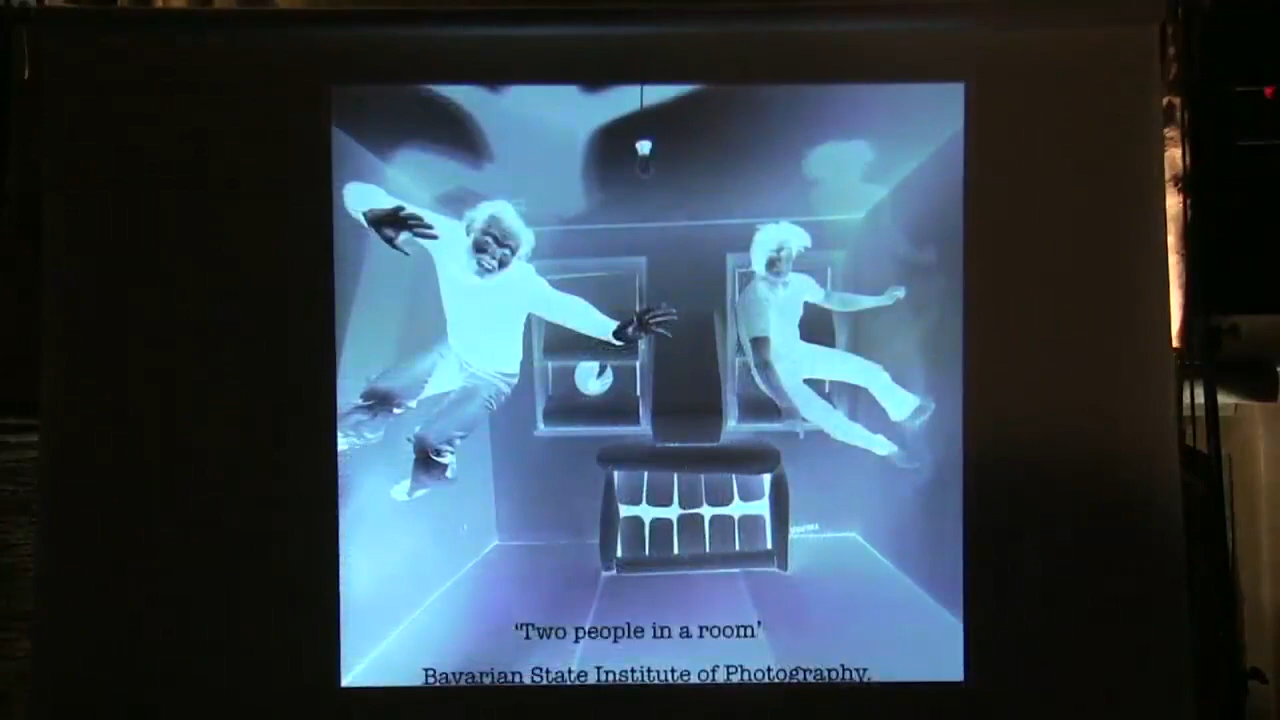 ‘Two people in a room’
Bavarian State Institute of Photography.